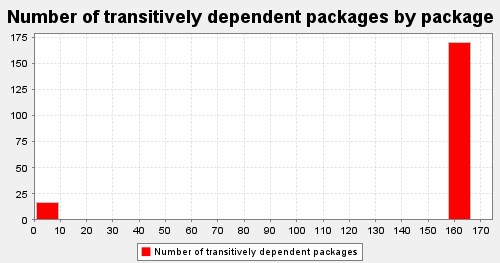 Number of transitively dependent packages by package
175
150
125
100
75
50
25
0
0 10 20 30 40 50 60 70 80 90 100 110 120 130 140 150 160 170
Number of transitively dependent packages